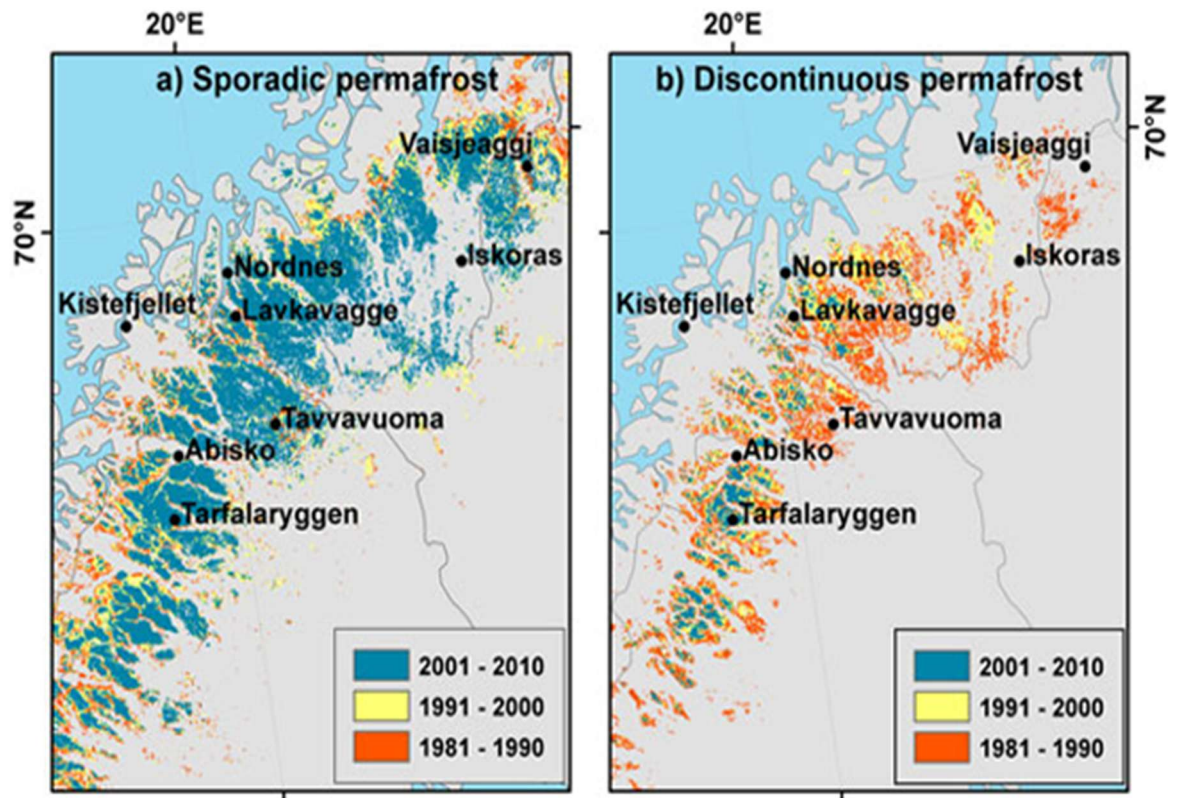 20°E
20°E
a) Sporadic permafrost
b) Discontinuous permafrost
70°N
70°N
Vaisjeaggi
Iskoras
Nordnes
Lavkavagge
Kistefjellet
Tavvavuoma
Abisko
Tarfalaryggen
2001 - 2010
1991 - 2000
1981 - 1990
Vaisjeaggi
Iskoras
Nordnes
Lavkavagge
Kistefjellet
Tavvavuoma
Abisko
Tarfalaryggen
2001 - 2010
1991 - 2000
1981 - 1990